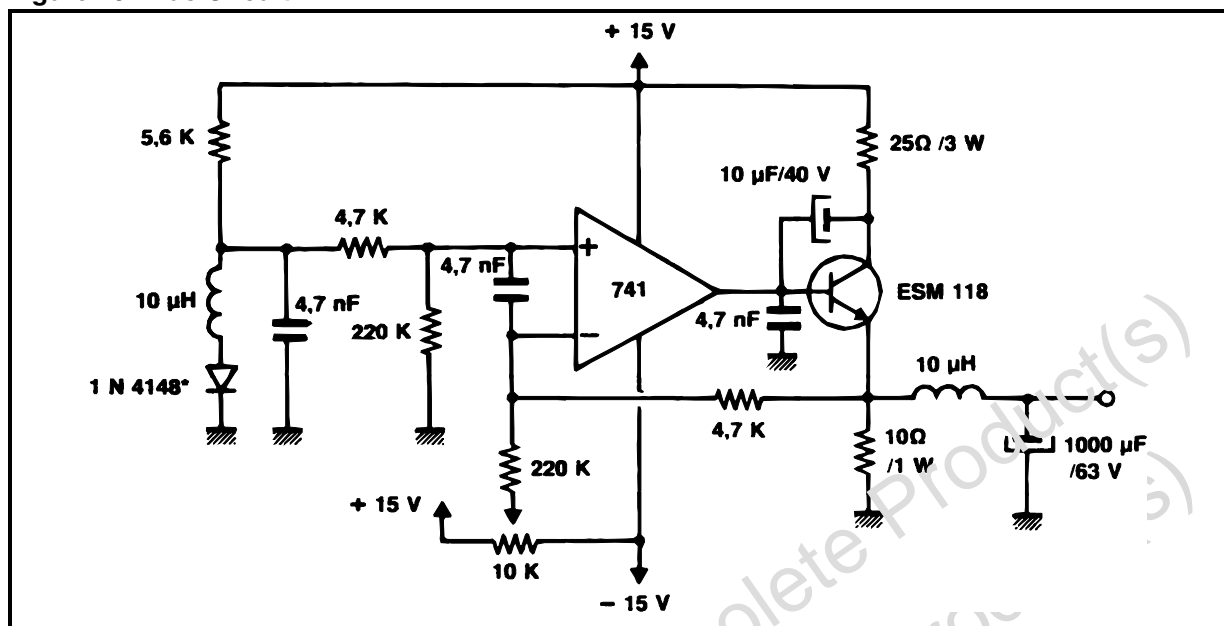 + 15 V
5,6 K
25Ω /3 W
10 µF/40 V
4,7 K
+
4,7 nF
741
ESM 118
10 µH
4,7 nF
220 K
4,7 nF
−
1 N 4148*
10 µH
4,7 K
10Ω
/1 W
1000 µF
/63 V
220 K
+ 15 V
10 K
− 15 V
olete Product(s)